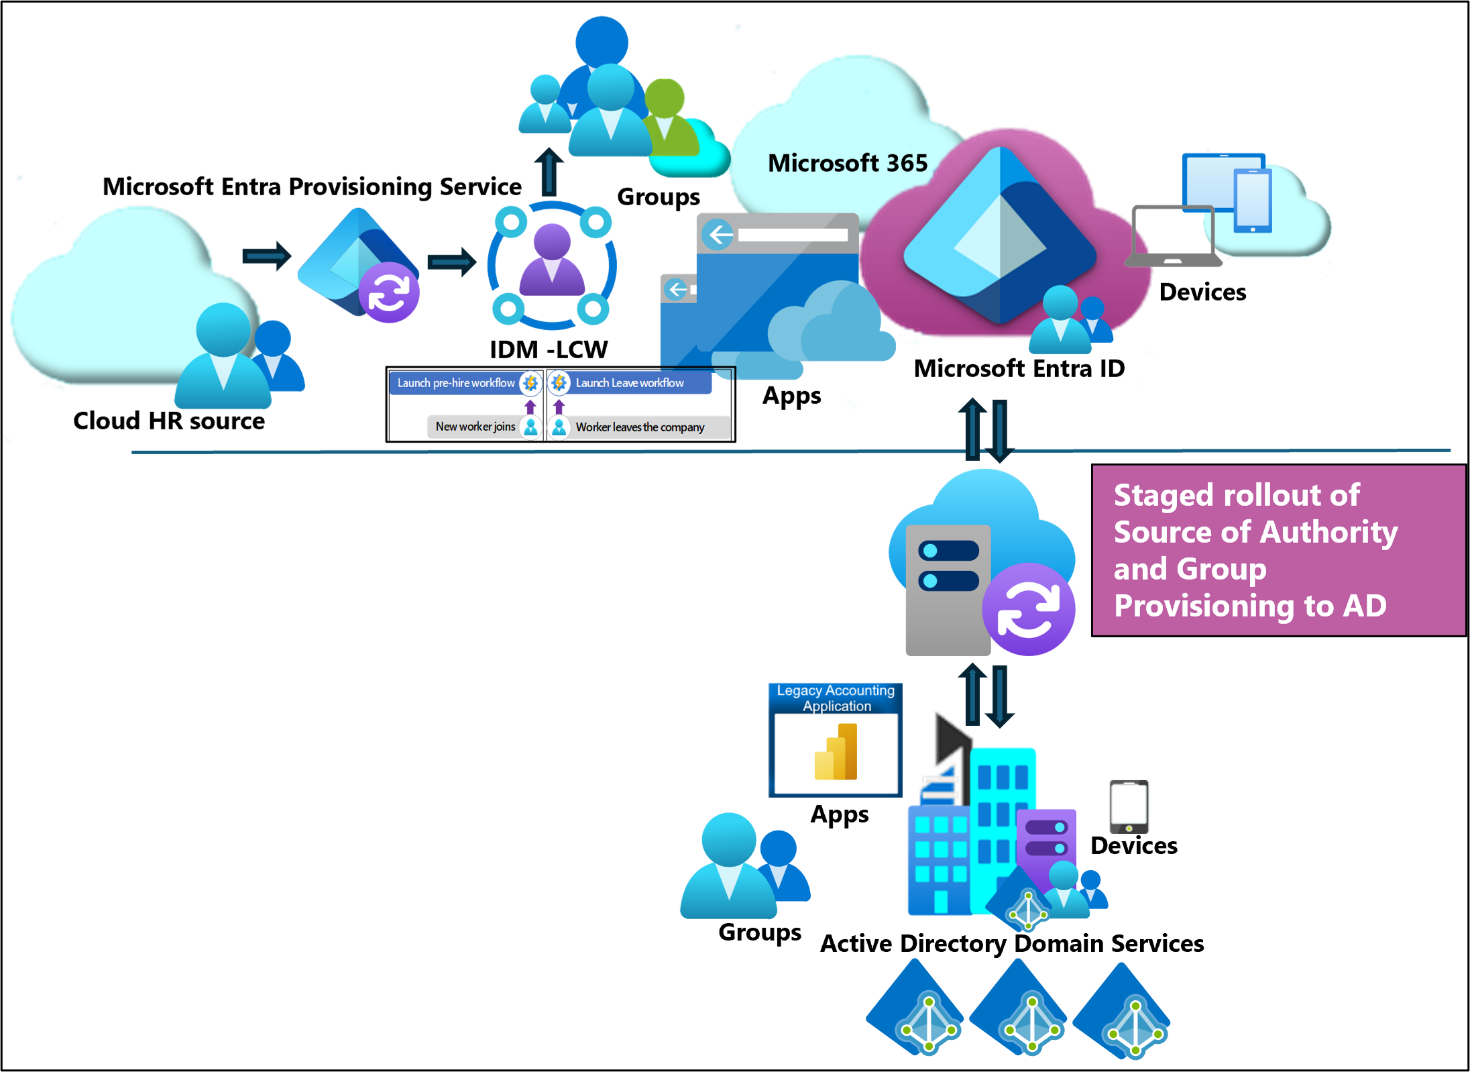 Microsoft Entra Provisioning Service
Groups
Microsoft 365
Devices
IDM -LCW
Microsoft Entra ID
Apps
Cloud HR source
Launch pre-hire workflow
Launch Leave workflow
New worker joins
Worker leaves the company
Staged rollout of
Source of Authority
and Group
Provisioning to AD
Legacy Accounting
Application
Apps
Devices
Groups
Active Directory Domain Services